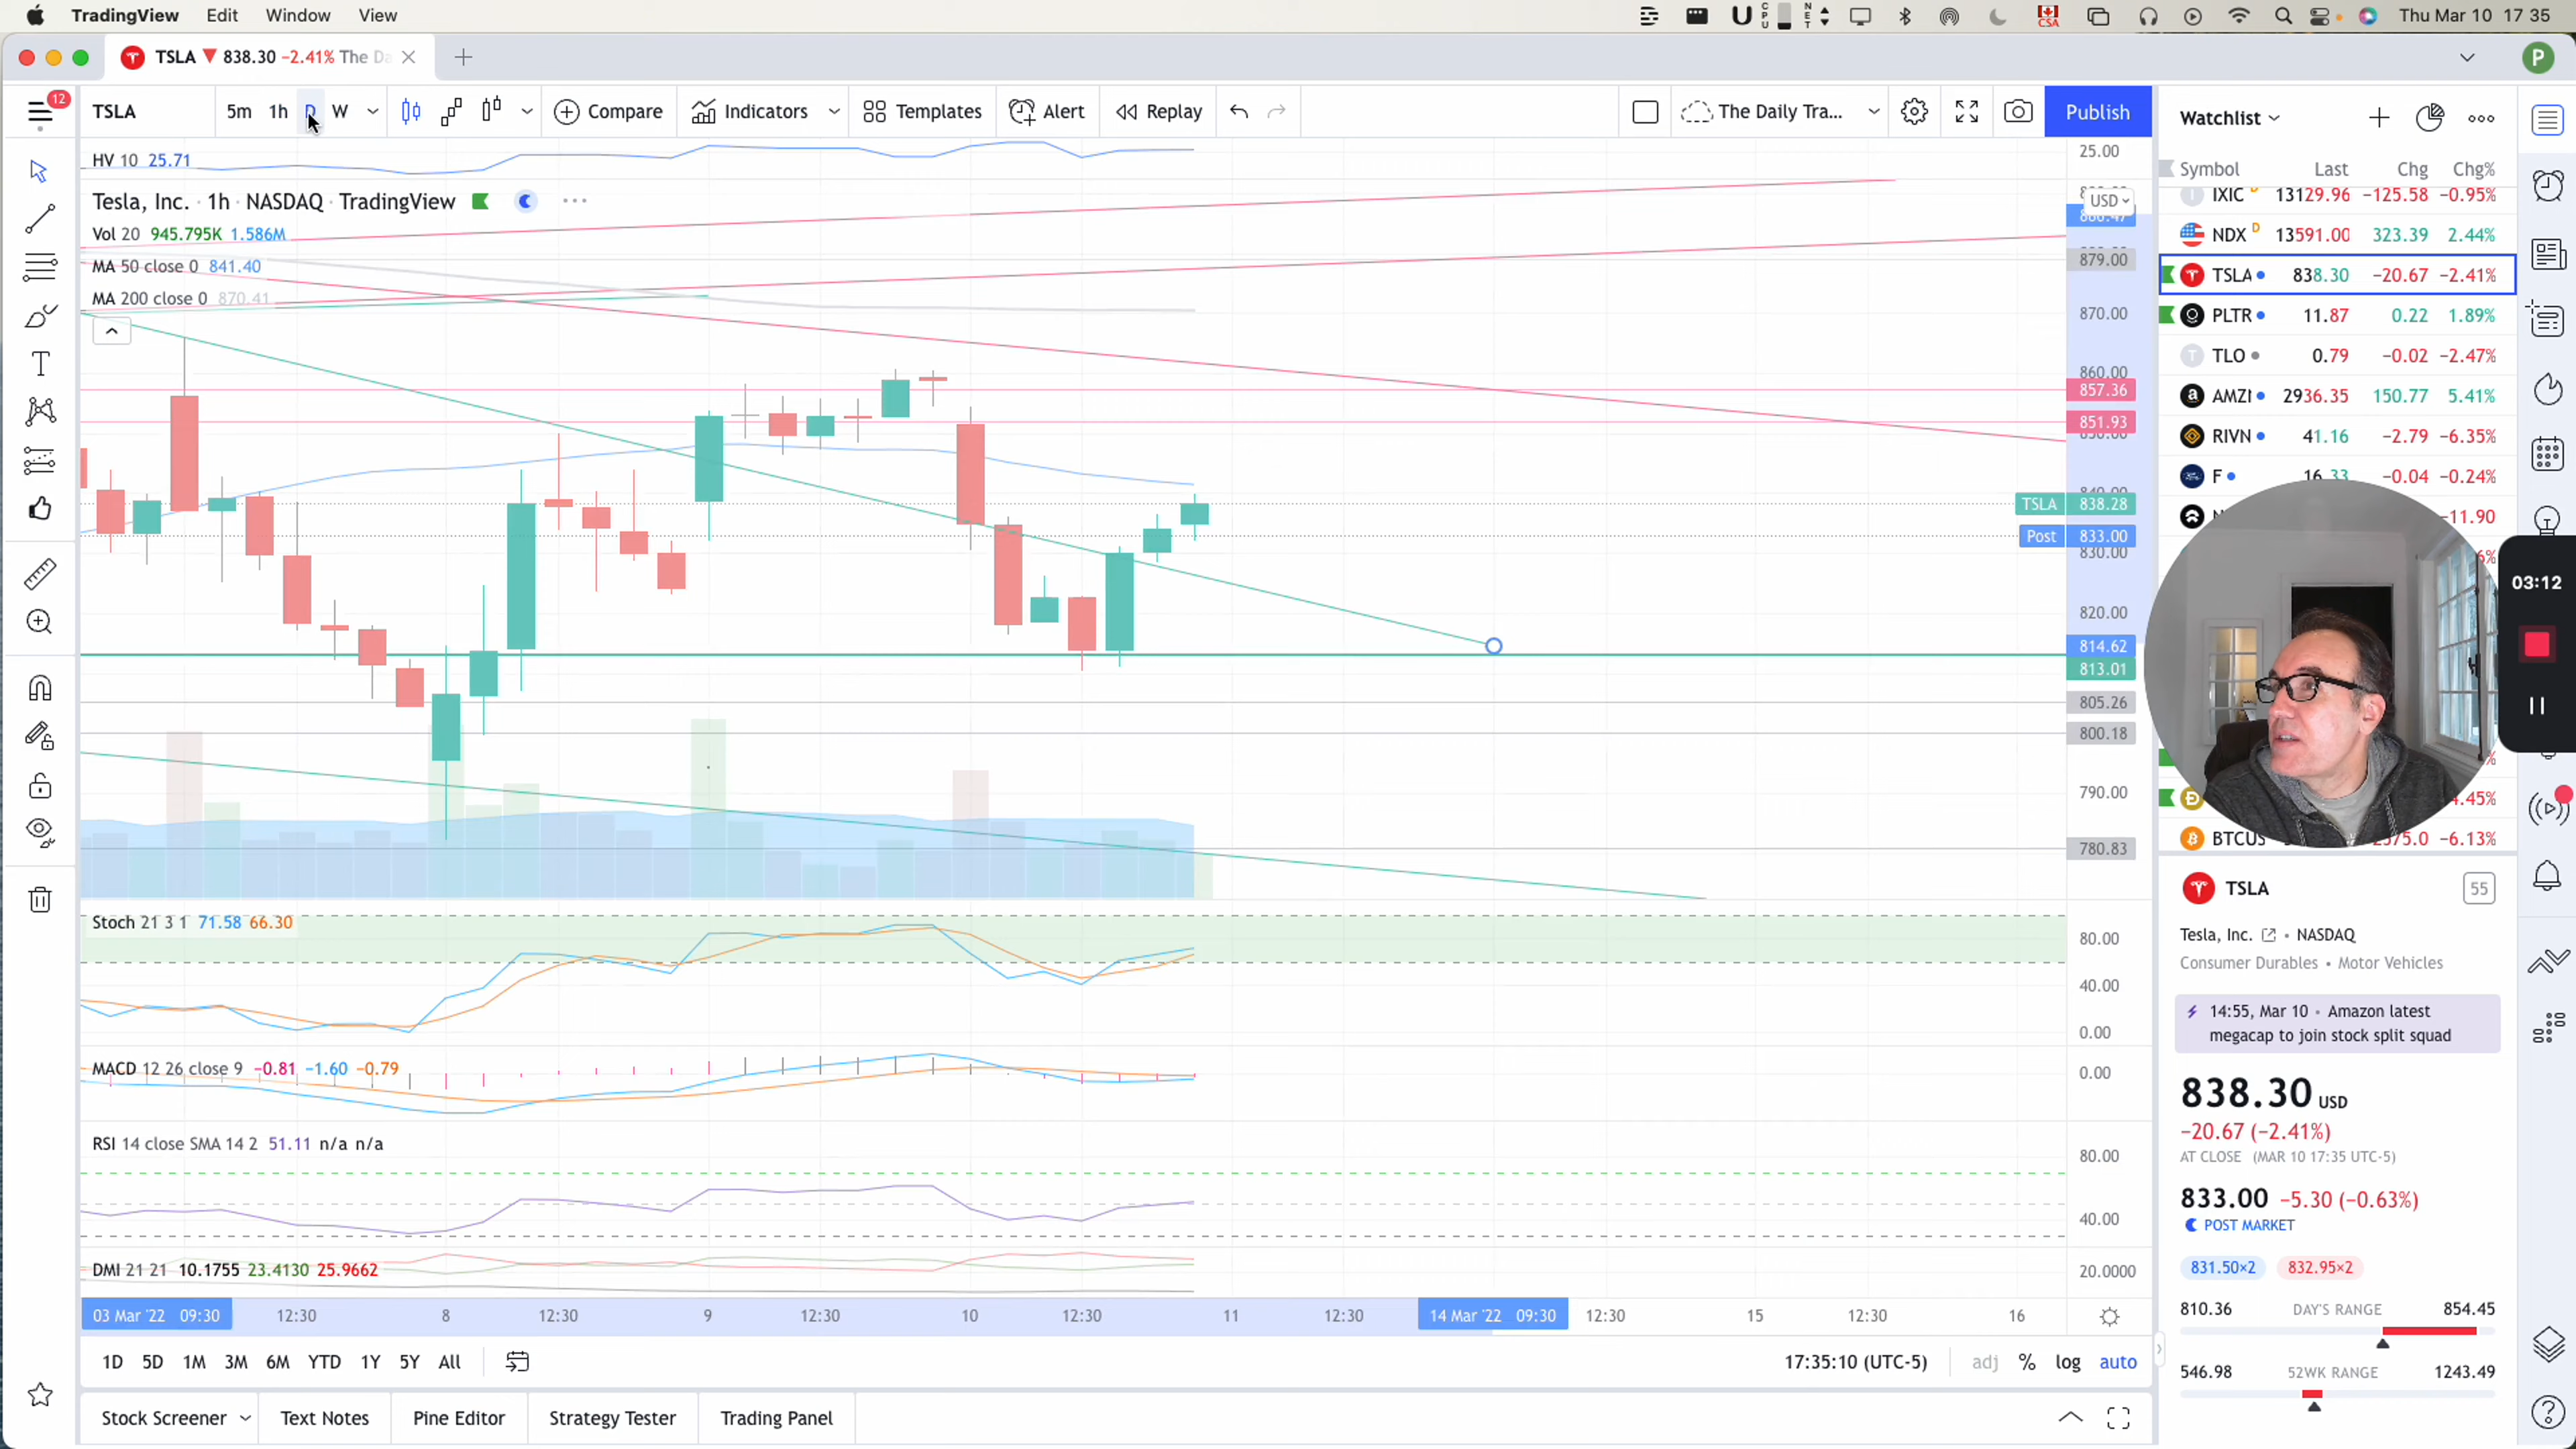 TradingView Edit Window View
CPU NET CSA Thu Mar 10 17 35
TSLA 838.30 −2.41% The Da P
12 TSLA 5m 1h D W Compare Indicators Templates Alert Replay The Daily Tra... Publish
HV 10 25.71
25.00
Tesla, Inc. · 1h · NASDAQ · TradingView
USD
Vol 20 945.795K 1.586M
MA 50 close 0 841.40
MA 200 close 0 870.41
879.00
870.00
860.00
857.36
851.93
TSLA 838.28
Post 833.00
830.00
820.00
814.62
813.01
805.26
800.18
790.00
780.83
Stoch 21 3 1 71.58 66.30
80.00
40.00
0.00
MACD 12 26 close 9 −0.81 −1.60 −0.79
0.00
RSI 14 close SMA 14 2 51.11 n/a n/a
80.00
40.00
DMI 21 21 10.1755 23.4130 25.9662
20.0000
03 Mar '22 09:30 12:30 8 12:30 9 12:30 10 12:30 11 12:30 14 Mar '22 09:30 12:30 15 12:30 16
1D 5D 1M 3M 6M YTD 1Y 5Y All 17:35:10 (UTC-5) adj % log auto
Stock Screener Text Notes Pine Editor Strategy Tester Trading Panel
Watchlist
Symbol Last Chg Chg%
IXIC D 13129.96 −125.58 −0.95%
NDX D 13591.00 323.39 2.44%
TSLA 838.30 −20.67 −2.41%
PLTR 11.87 0.22 1.89%
TLO 0.79 −0.02 −2.47%
AMZN 2936.35 150.77 5.41%
RIVN 41.16 −2.79 −6.35%
F 16.33 −0.04 −0.24%
−11.90
03:12
4.45%
BTCUS −6.13%
TSLA 55
Tesla, Inc. • NASDAQ
Consumer Durables • Motor Vehicles
14:55, Mar 10 • Amazon latest
megacap to join stock split squad
838.30 USD
−20.67 (−2.41%)
AT CLOSE (MAR 10 17:35 UTC-5)
833.00 −5.30 (−0.63%)
POST MARKET
831.50×2 832.95×2
810.36 DAY'S RANGE 854.45
546.98 52WK RANGE 1243.49